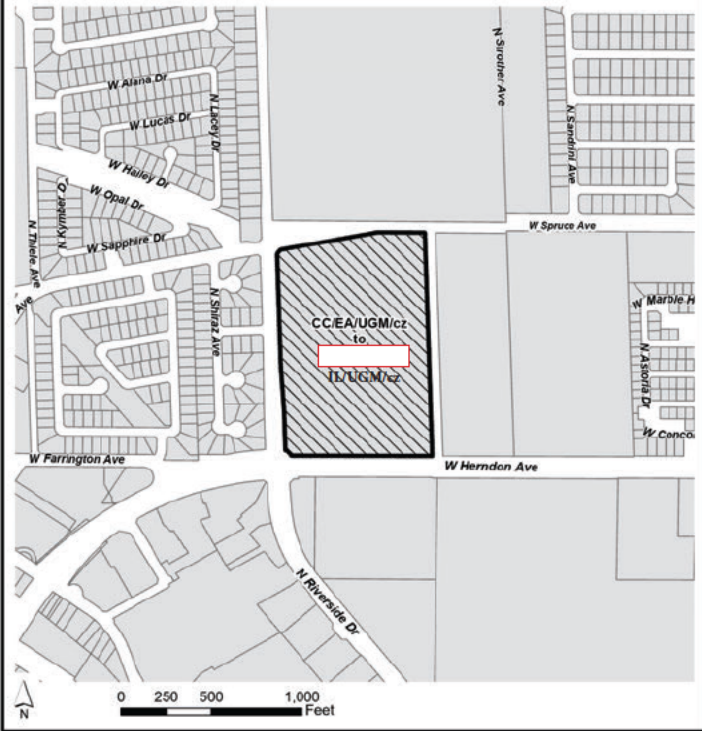 W Alana Dr
W Lucas Dr
N Lacey Dr
W Hailey Dr
W Opal Dr
N Kymber D
W Sapphire Dr
N Thiele Ave
Ave
N Shiraz Ave
N Sirother Ave
N Sandrini Ave
W Spruce Ave
CC/EA/UGM/cz
to
IL/UGM/cz
W Marble H
N Astoria Dr
W Conco
W Farrington Ave
W Herndon Ave
N Riverside Dr
N
0 250 500 1,000
Feet